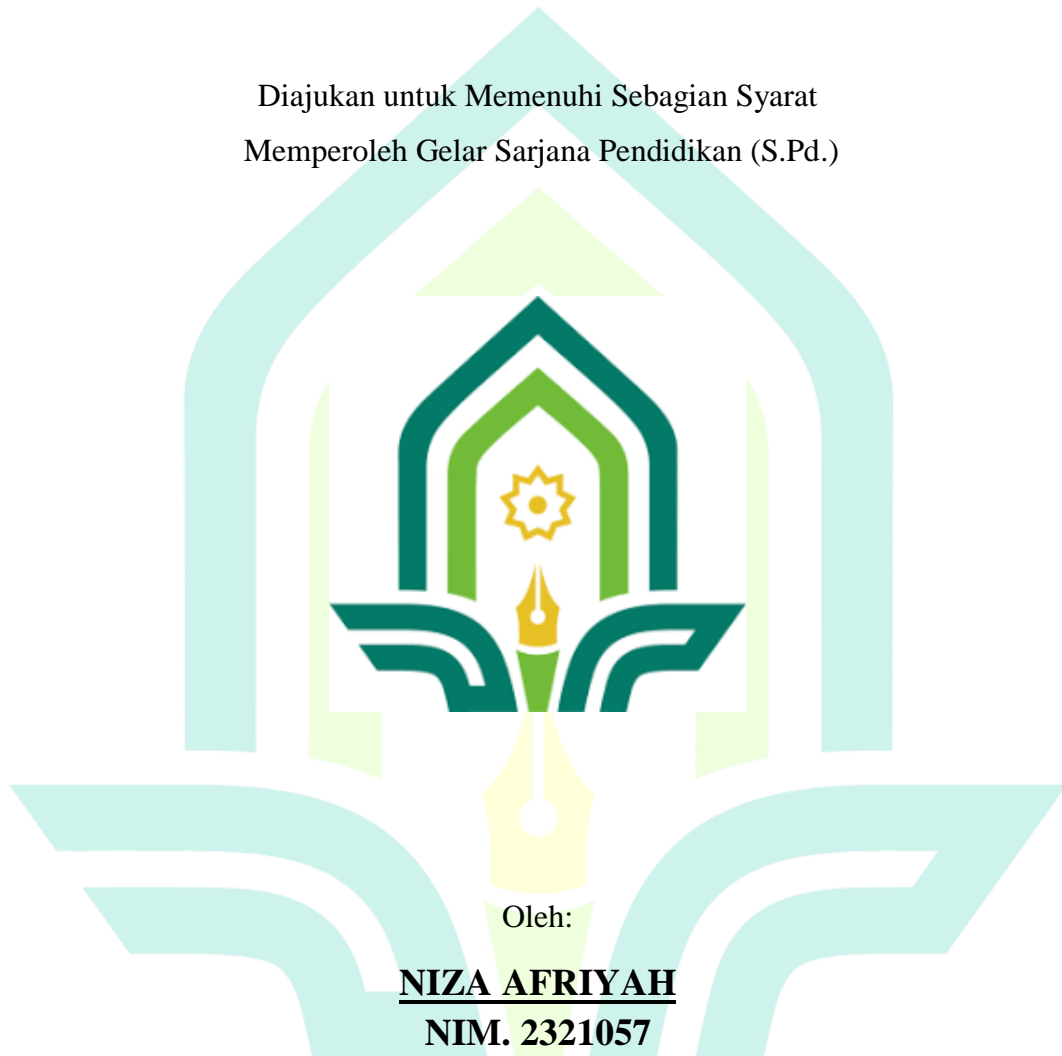 Diajukan untuk Memenuhi Sebagian Syarat
Memperoleh Gelar Sarjana Pendidikan (S.Pd.)
Oleh:
NIZA AFRIYAH
NIM. 2321057